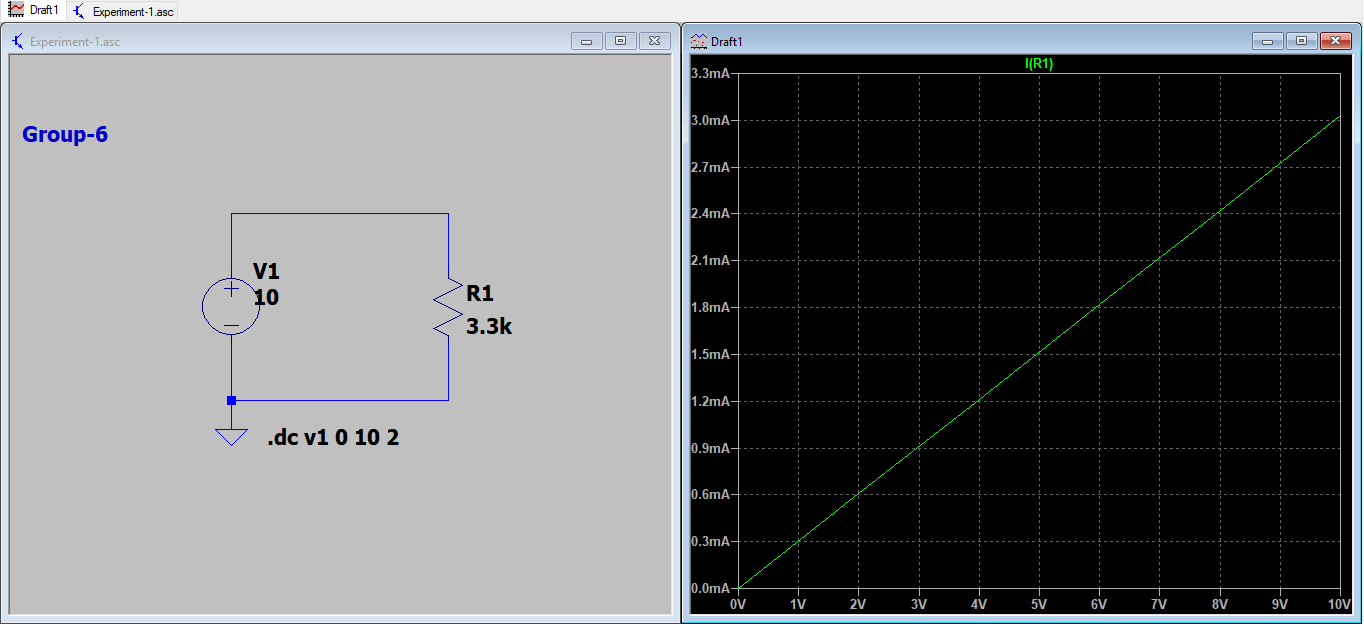 Draft1
Experiment-1.asc
Experiment-1.asc
Group-6
V1
10
R1
3.3k
.dc v1 0 10 2
Draft1
I(R1)
3.3mA
3.0mA
2.7mA
2.4mA
2.1mA
1.8mA
1.5mA
1.2mA
0.9mA
0.6mA
0.3mA
0.0mA
0V 1V 2V 3V 4V 5V 6V 7V 8V 9V 10V